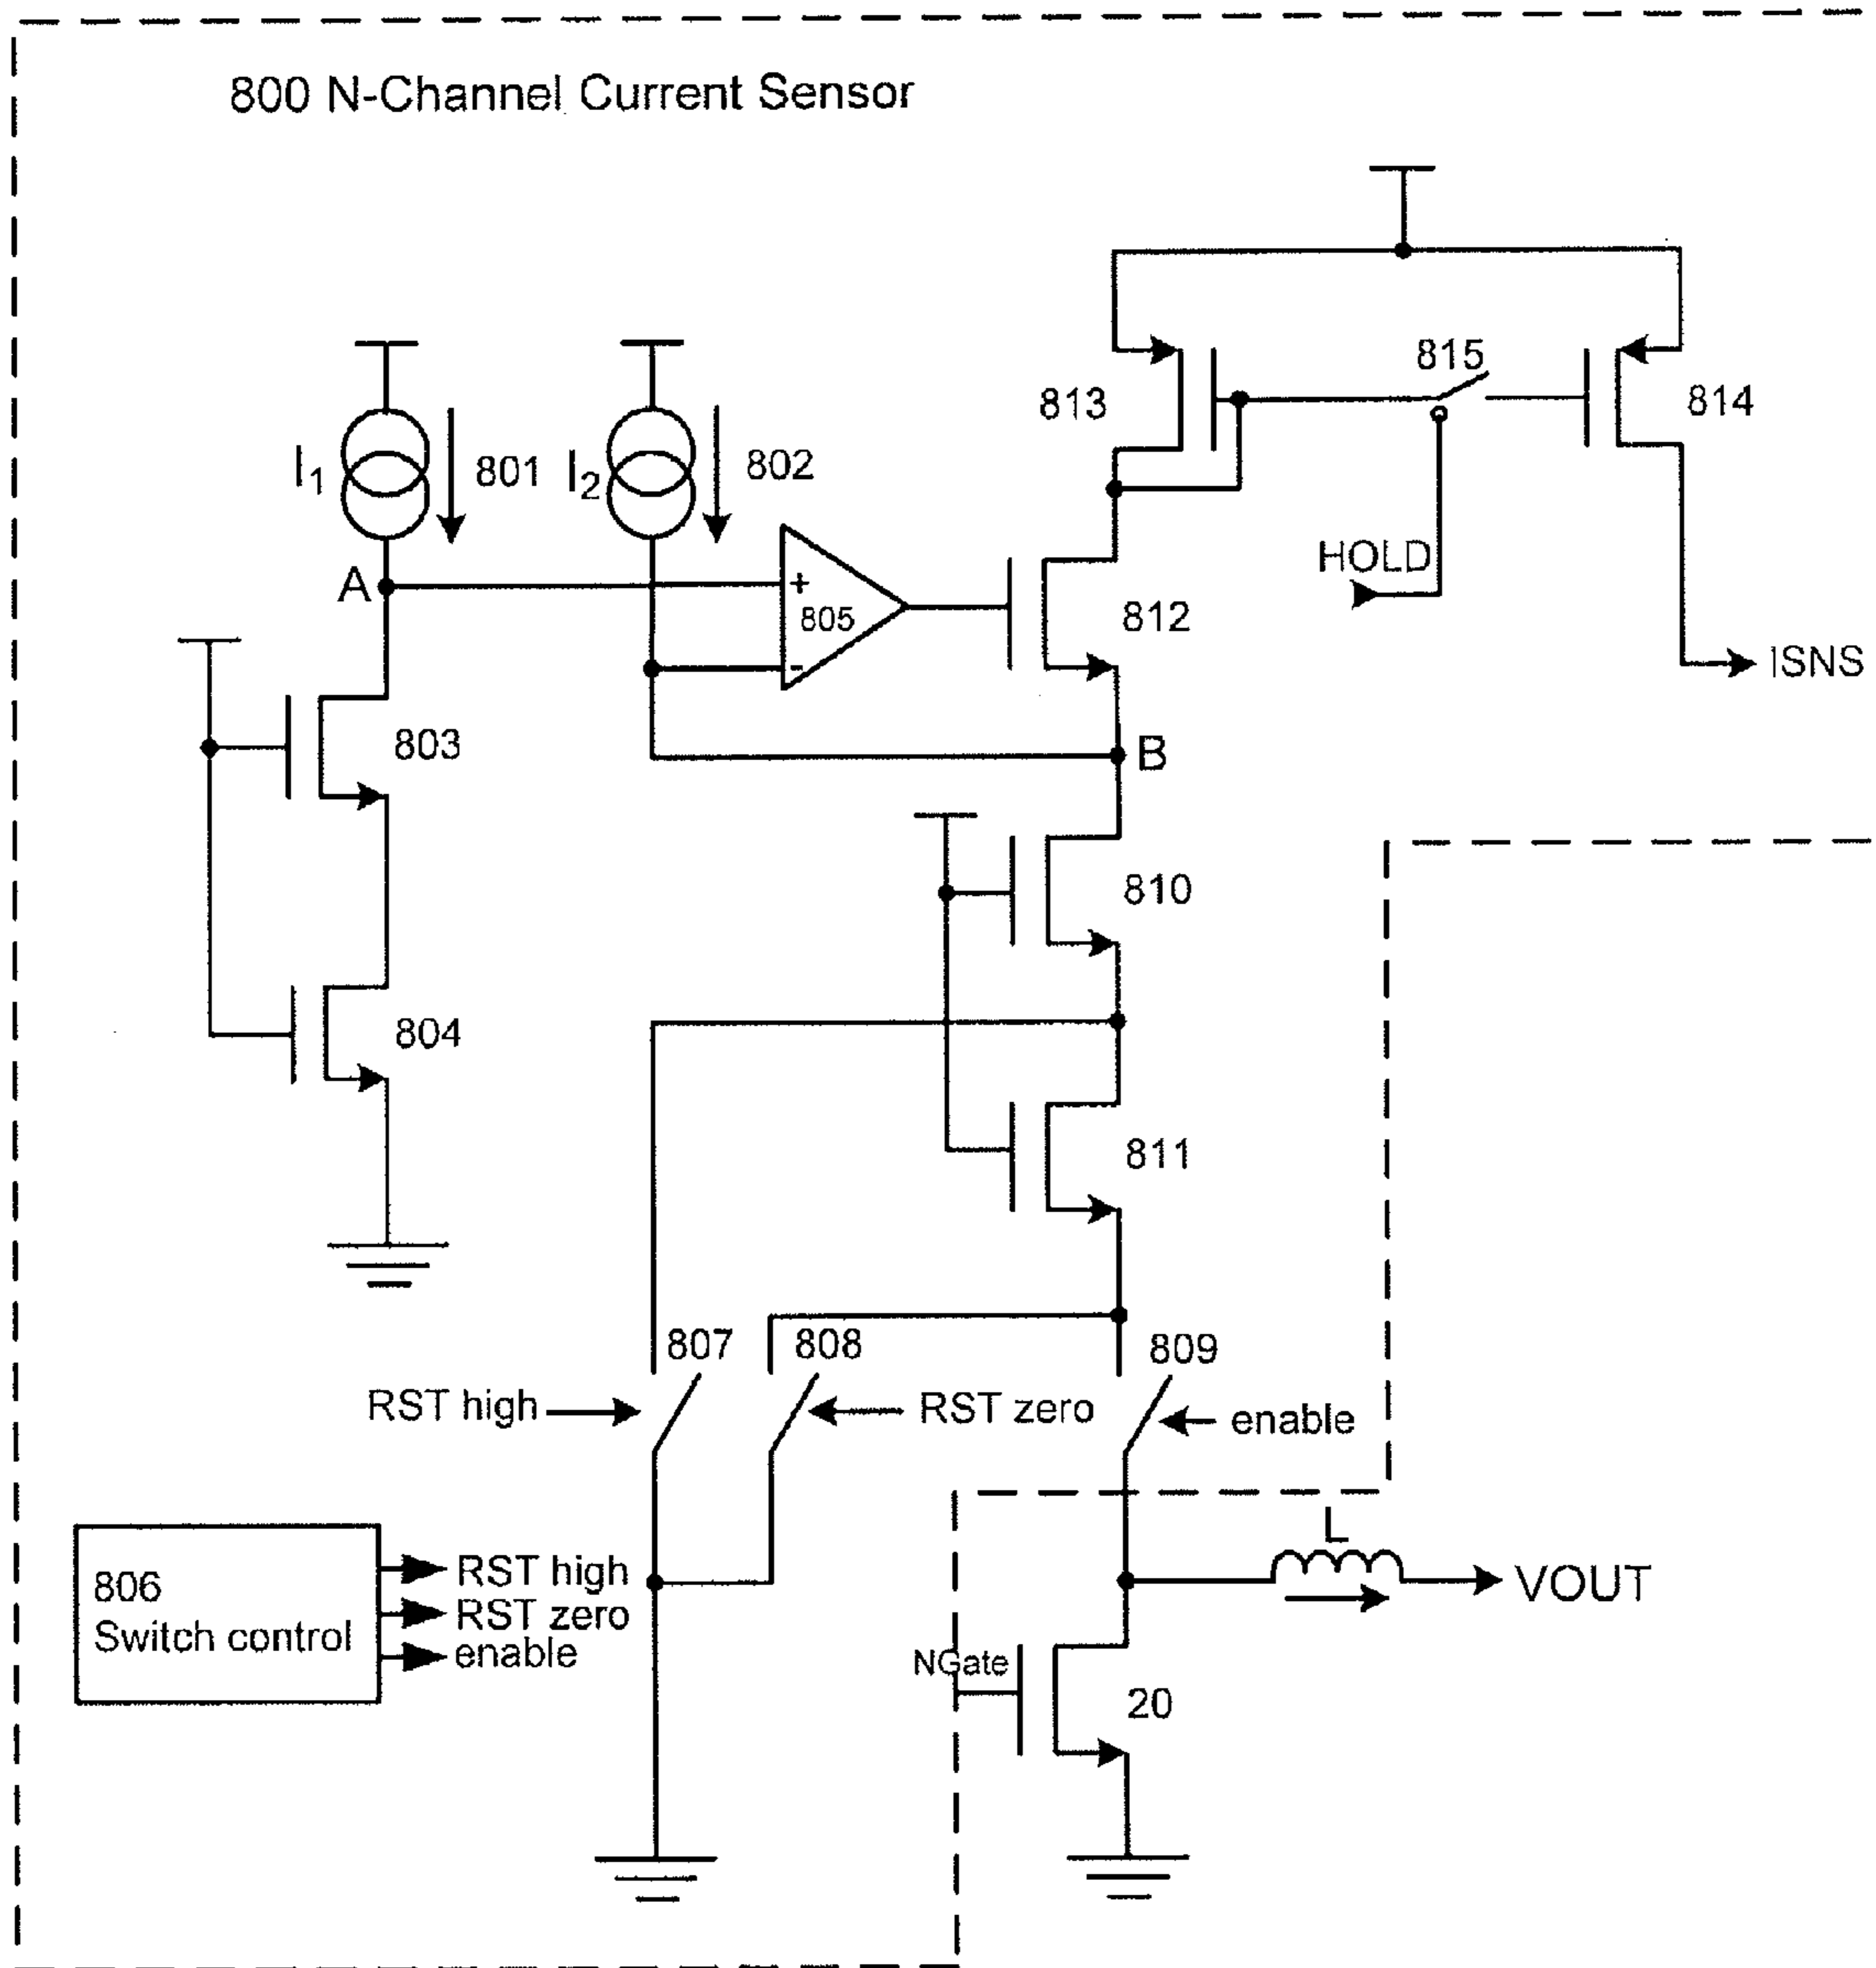 800 N-Channel Current Sensor
813
815
814
I1
801
I2
802
HOLD
A
+
805
-
812
ISNS
803
B
810
804
811
807
808
809
RST high
RST zero
enable
806
Switch control
RST high
RST zero
enable
L
VOUT
NGate
20